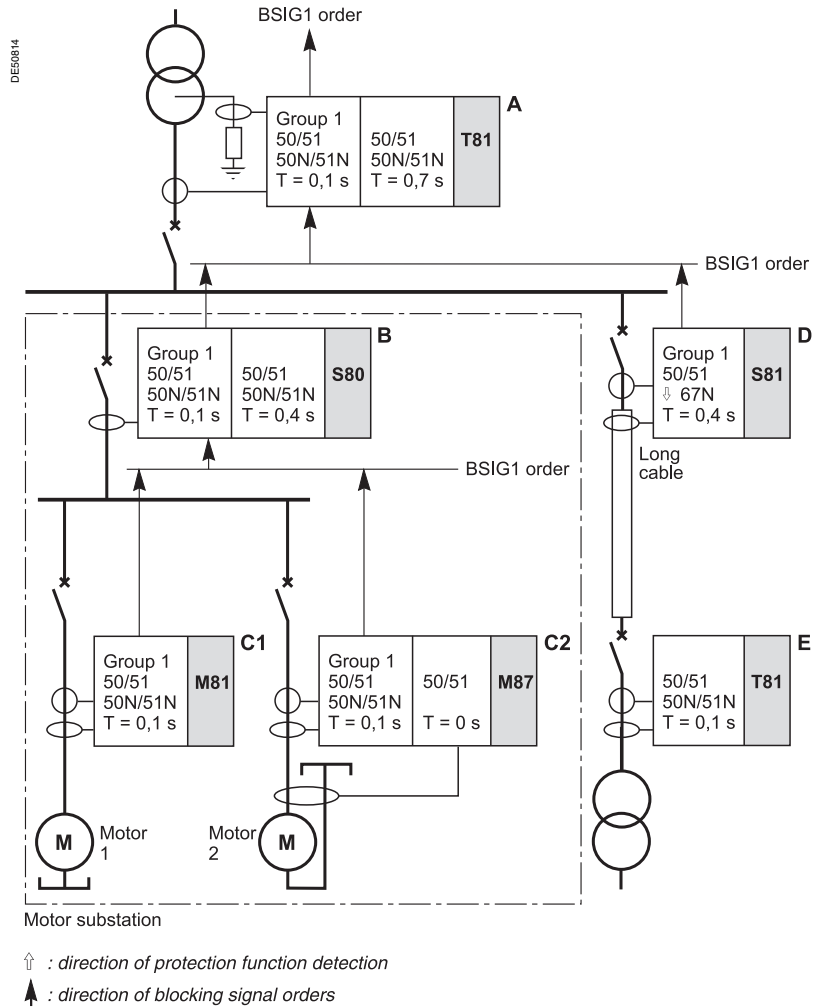 DE50814
BSIG1 order
A
Group 1
50/51
50N/51N
T = 0,1 s
50/51
50N/51N
T = 0,7 s
T81
BSIG1 order
B
Group 1
50/51
50N/51N
T = 0,1 s
50/51
50N/51N
T = 0,4 s
S80
D
Group 1
50/51
⇩ 67N
T = 0,4 s
S81
Long
cable
BSIG1 order
C1
Group 1
50/51
50N/51N
T = 0,1 s
M81
C2
Group 1
50/51
50N/51N
T = 0,1 s
50/51
T = 0 s
M87
E
50/51
50N/51N
T = 0,1 s
T81
M
Motor
1
Motor
2
M
Motor substation
⇧ : direction of protection function detection
: direction of blocking signal orders